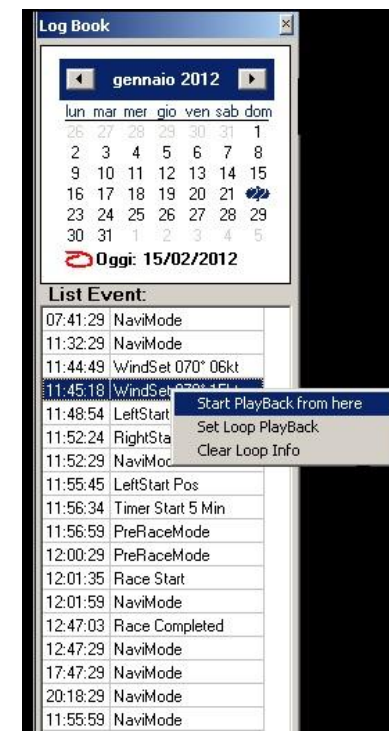 Log Book
gennaio 2012
lun mar mer gio ven sab dom
26 27 28 29 30 31 1
2 3 4 5 6 7 8
9 10 11 12 13 14 15
16 17 18 19 20 21 22
23 24 25 26 27 28 29
30 31 1 2 3 4 5
Oggi: 15/02/2012
List Event:
07:41:29 NaviMode
11:32:29 NaviMode
11:44:49 WindSet 070° 06kt
11:45:18 WindSet 070° 15kt
Start PlayBack from here
Set Loop PlayBack
Clear Loop Info
11:48:54 LeftStart
11:52:24 RightSta
11:52:29 NaviMod
11:55:45 LeftStart Pos
11:56:34 Timer Start 5 Min
11:56:59 PreRaceMode
12:00:29 PreRaceMode
12:01:35 Race Start
12:01:59 NaviMode
12:47:03 Race Completed
12:47:29 NaviMode
17:47:29 NaviMode
20:18:29 NaviMode
11:55:59 NaviMode